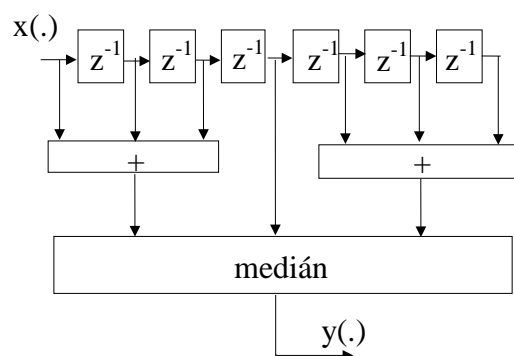 x(.)
z⁻¹ z⁻¹ z⁻¹ z⁻¹ z⁻¹ z⁻¹
+ +
medián
y(.)